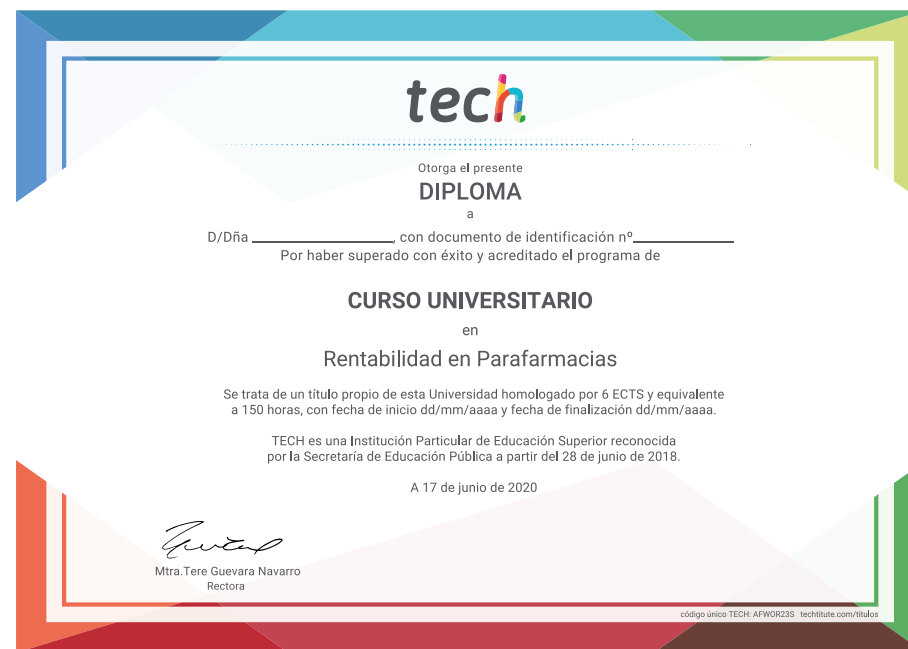 tech
Otorga el presente
DIPLOMA
a
D/Dña ____________________, con documento de identificación nº______________
Por haber superado con éxito y acreditado el programa de
CURSO UNIVERSITARIO
en
Rentabilidad en Parafarmacias
Se trata de un título propio de esta Universidad homologado por 6 ECTS y equivalente
a 150 horas, con fecha de inicio dd/mm/aaaa y fecha de finalización dd/mm/aaaa.
TECH es una Institución Particular de Educación Superior reconocida
por la Secretaría de Educación Pública a partir del 28 de junio de 2018.
A 17 de junio de 2020
Mtra.Tere Guevara Navarro
Rectora
código único TECH: AFWOR23S techtitute.com/titulos